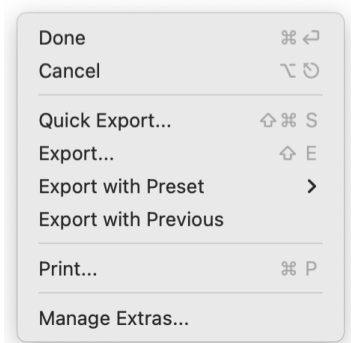 Done ⌘ ↩
Cancel ⌥ ⎋
Quick Export... ⇧ ⌘ S
Export... ⇧ E
Export with Preset >
Export with Previous
Print... ⌘ P
Manage Extras...